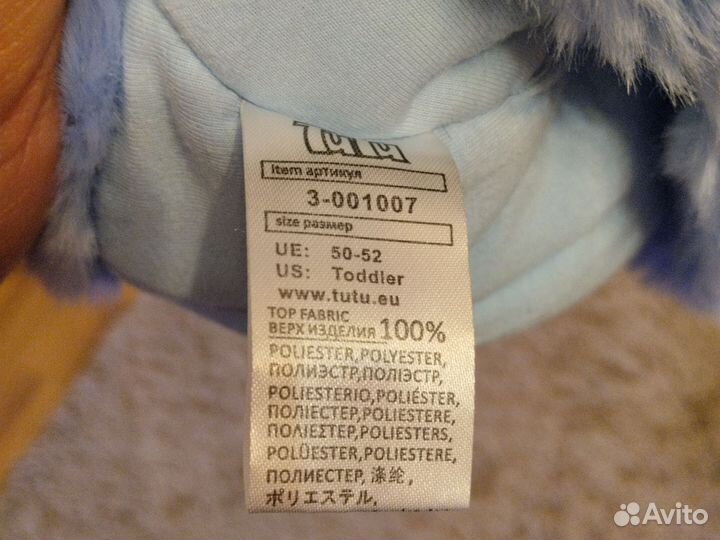 TuTu
item артикул
3-001007
size размер
UE: 50-52
US: Toddler
www.tutu.eu
TOP FABRIC
ВЕРХ ИЗДЕЛИЯ 100%
POLIESTER,POLYESTER,
ПОЛИЭСТР,ПОЛІЭСТР,
POLIESTERIO,POLIÉSTER,
ПОЛІЕСТЕР,POLIESTERE,
ΠΟΛΙΕΣΤΕΡ,POLIESTERS,
POLÜESTER,POLIESTERE,
ПОЛИЕСТЕР, 涤纶 ,
ポリエステル,
Avito